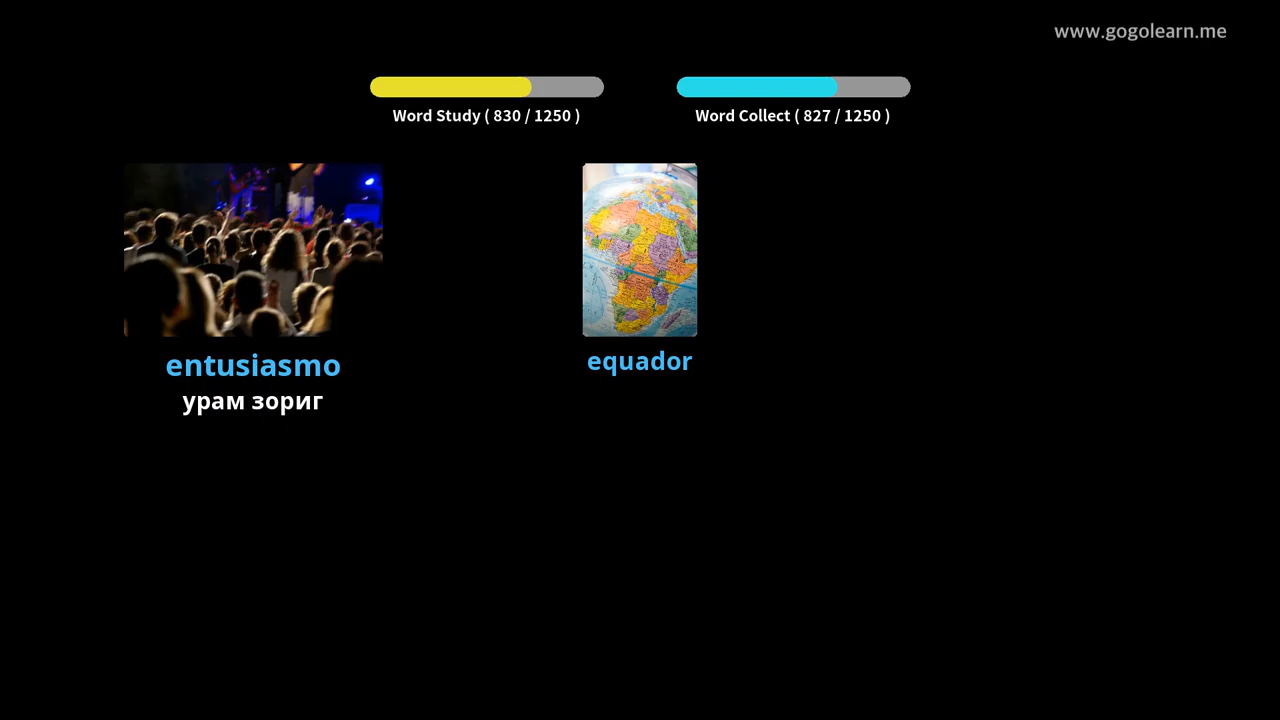 www.gogolearn.me
Word Study ( 830 / 1250 )
Word Collect ( 827 / 1250 )
entusiasmo
урам зориг
equador